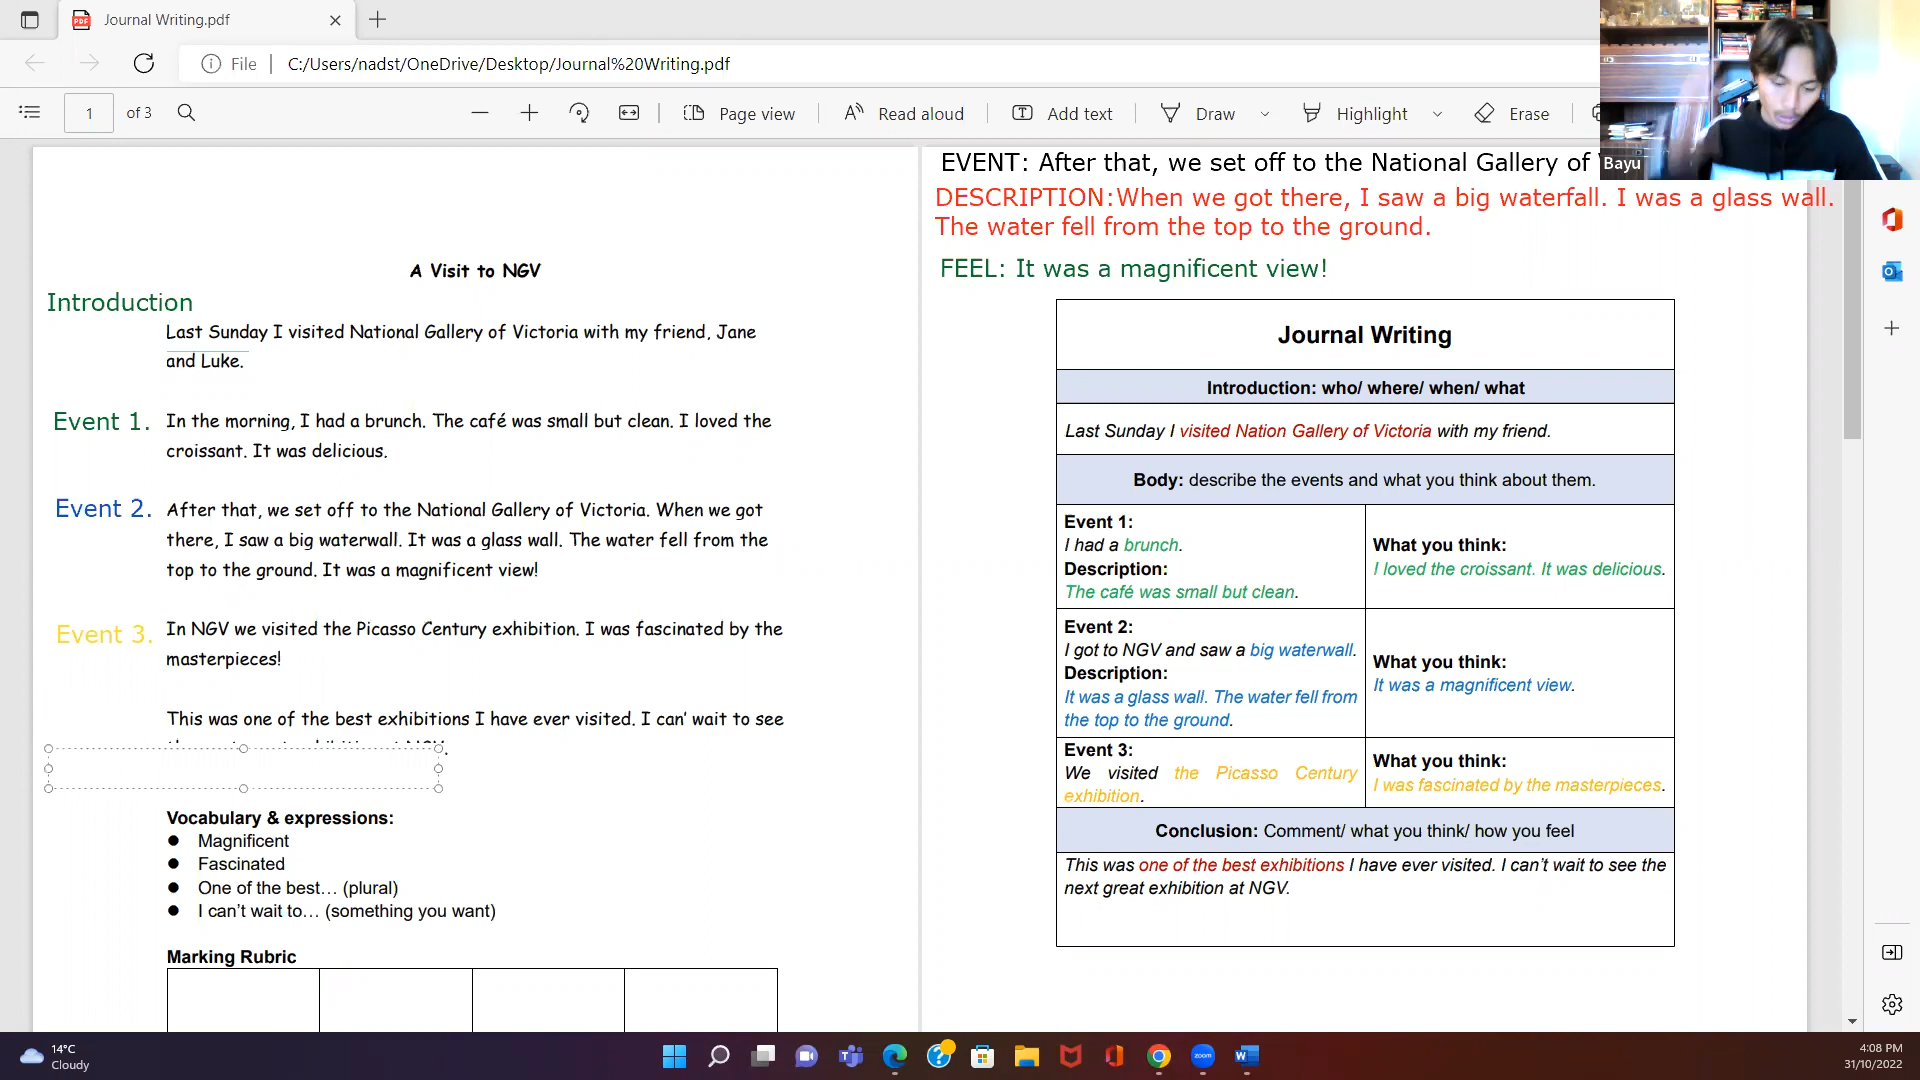 Journal Writing.pdf
File
C:/Users/nadst/OneDrive/Desktop/Journal%20Writing.pdf
1 of 3
Page view
Read aloud
Add text
Draw
Highlight
Erase
Bayu
A Visit to NGV
Introduction
Last Sunday I visited National Gallery of Victoria with my friend, Jane
and Luke.
Event 1.
In the morning, I had a brunch. The café was small but clean. I loved the
croissant. It was delicious.
Event 2.
After that, we set off to the National Gallery of Victoria. When we got
there, I saw a big waterwall. It was a glass wall. The water fell from the
top to the ground. It was a magnificent view!
Event 3.
In NGV we visited the Picasso Century exhibition. I was fascinated by the
masterpieces!
This was one of the best exhibitions I have ever visited. I can' wait to see
Vocabulary & expressions:
Magnificent
Fascinated
One of the best… (plural)
I can't wait to… (something you want)
Marking Rubric
EVENT: After that, we set off to the National Gallery of
DESCRIPTION:When we got there, I saw a big waterfall. I was a glass wall.
The water fell from the top to the ground.
FEEL: It was a magnificent view!
Journal Writing
Introduction: who/ where/ when/ what
Last Sunday I visited Nation Gallery of Victoria with my friend.
Body: describe the events and what you think about them.
Event 1:
I had a brunch.
Description:
The café was small but clean.
What you think:
I loved the croissant. It was delicious.
Event 2:
I got to NGV and saw a big waterwall.
Description:
It was a glass wall. The water fell from
the top to the ground.
What you think:
It was a magnificent view.
Event 3:
We visited the Picasso Century
exhibition.
What you think:
I was fascinated by the masterpieces.
Conclusion: Comment/ what you think/ how you feel
This was one of the best exhibitions I have ever visited. I can't wait to see the
next great exhibition at NGV.
14°C
Cloudy
4:08 PM
31/10/2022